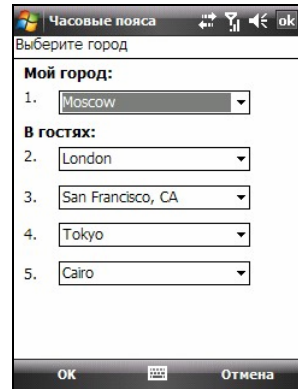 Часовые пояса ok
Выберите город
Мой город:
1. Moscow
В гостях:
2. London
3. San Francisco, CA
4. Tokyo
5. Cairo
ОК Отмена